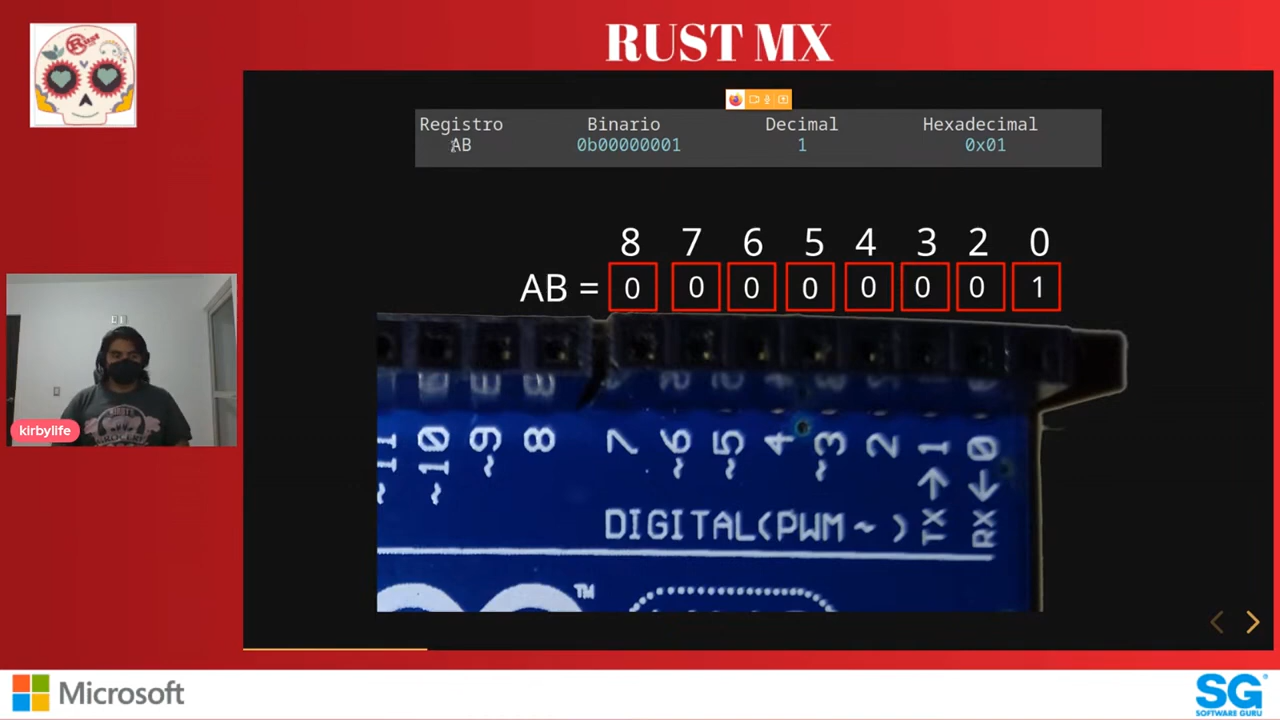 RUST MX
Rust
Registro Binario Decimal Hexadecimal
AB 0b00000001 1 0x01
8 7 6 5 4 3 2 0
AB = 0 0 0 0 0 0 0 1
~10 ~9 8 7 ~6 ~5 4 ~3 2 TX→1 RX←0
DIGITAL(PWM ~ )
TM
kirbylife
Microsoft
SG
SOFTWARE GURU